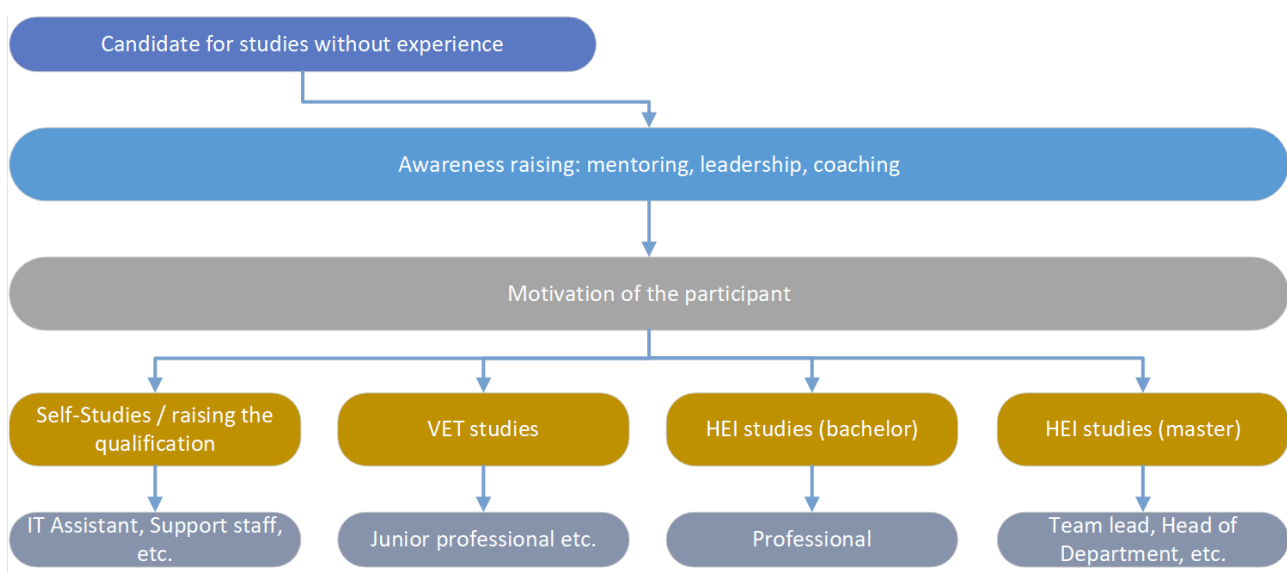 Candidate for studies without experience
Awareness raising: mentoring, leadership, coaching
Motivation of the participant
Self-Studies / raising the
qualification
VET studies
HEI studies (bachelor)
HEI studies (master)
IT Assistant, Support staff,
etc.
Junior professional etc.
Professional
Team lead, Head of
Department, etc.